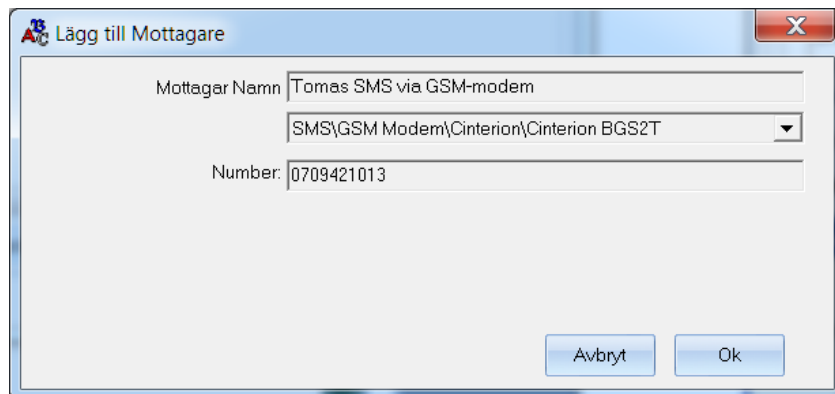 Lägg till Mottagare
Mottagar Namn Tomas SMS via GSM-modem
SMS\GSM Modem\Cinterion\Cinterion BGS2T
Number: 0709421013
Avbryt Ok